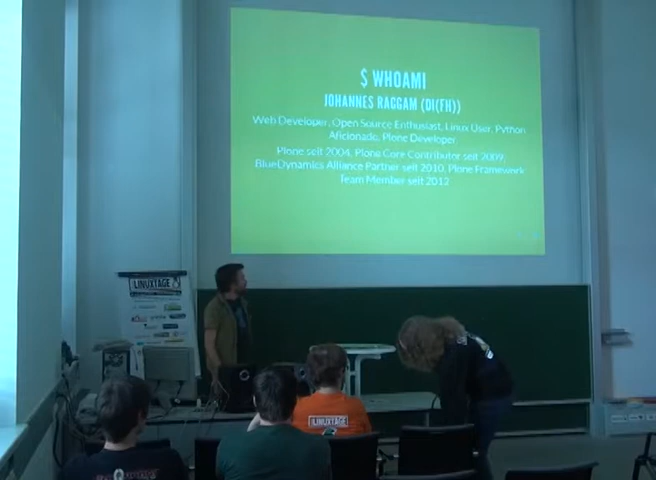 $ WHOAMI
JOHANNES RAGGAM (DI(FH))
Web Developer, Open Source Enthusiast, Linux User, Python
Aficionado, Plone Developer
Plone seit 2004, Plone Core Contributor seit 2009,
BlueDynamics Alliance Partner seit 2010, Plone Framework
Team Member seit 2012
LINUXTAGE
LINUXTAGE